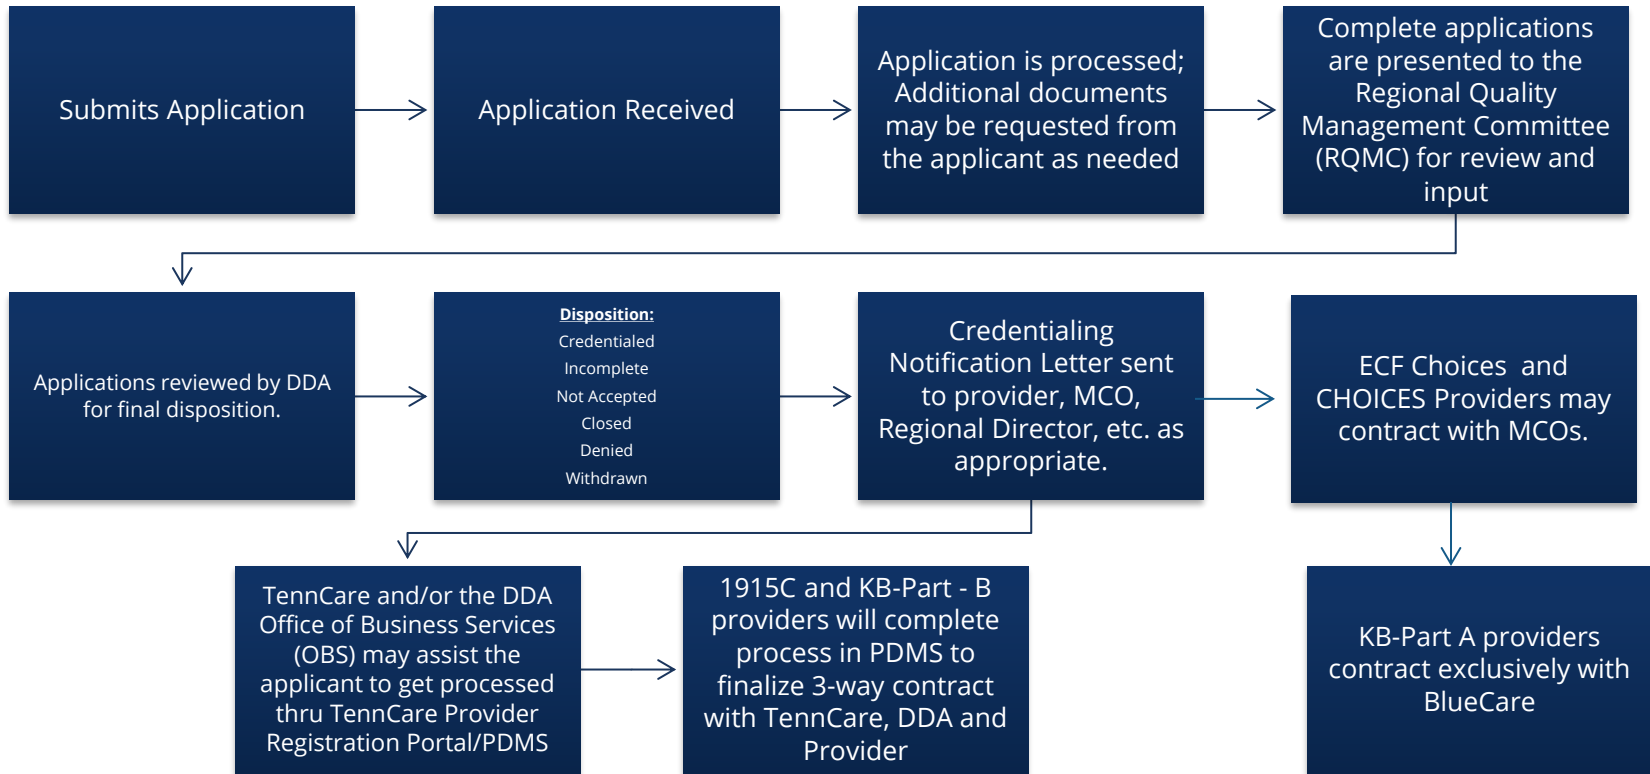 Submits Application
Application Received
Application is processed;
Additional documents
may be requested from
the applicant as needed
Complete applications
are presented to the
Regional Quality
Management Committee
(RQMC) for review and
input
Applications reviewed by DDA
for final disposition.
Disposition:
Credentialed
Incomplete
Not Accepted
Closed
Denied
Withdrawn
Credentialing
Notification Letter sent
to provider, MCO,
Regional Director, etc. as
appropriate.
ECF Choices and
CHOICES Providers may
contract with MCOs.
TennCare and/or the DDA
Office of Business Services
(OBS) may assist the
applicant to get processed
thru TennCare Provider
Registration Portal/PDMS
1915C and KB-Part - B
providers will complete
process in PDMS to
finalize 3-way contract
with TennCare, DDA and
Provider
KB-Part A providers
contract exclusively with
BlueCare